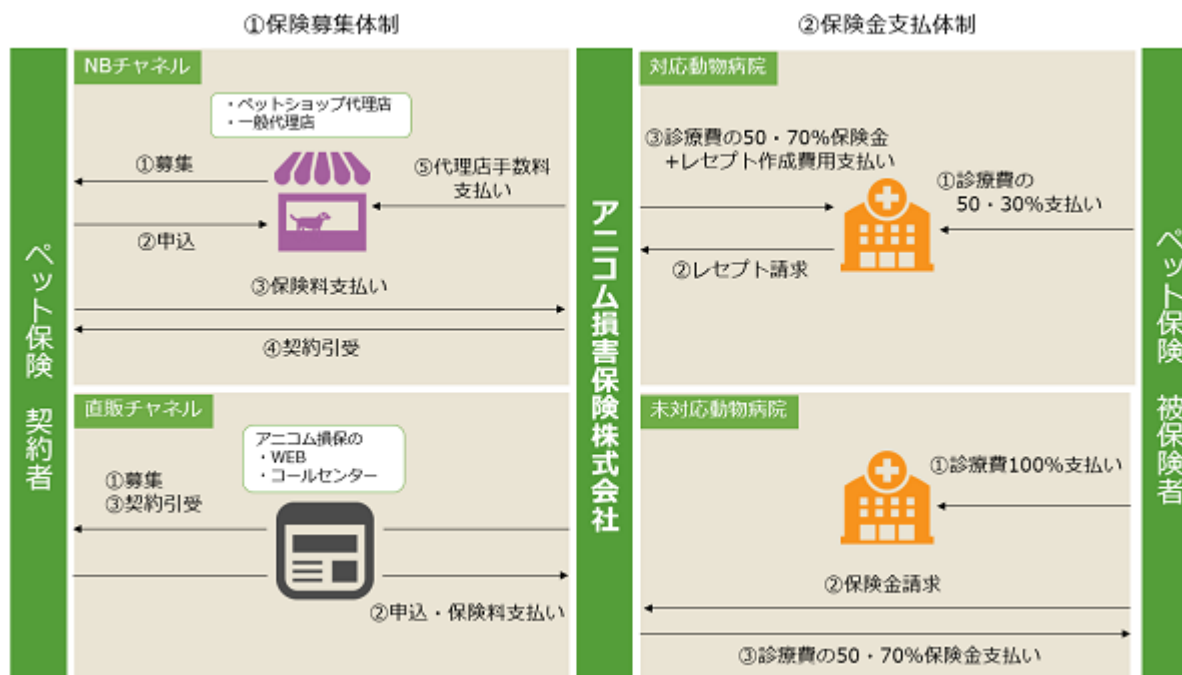 ①保険募集体制
②保険金支払体制
ペット保険 契約者
NBチャネル
・ペットショップ代理店
・一般代理店
①募集
②申込
⑤代理店手数料
支払い
③保険料支払い
④契約引受
直販チャネル
アニコム損保の
・WEB
・コールセンター
①募集
③契約引受
②申込・保険料支払い
アニコム損害保険株式会社
対応動物病院
③診療費の50・70%保険金
+レセプト作成費用支払い
①診療費の
50・30%支払い
②レセプト請求
未対応動物病院
①診療費100%支払い
②保険金請求
③診療費の50・70%保険金支払い
ペット保険 被保険者